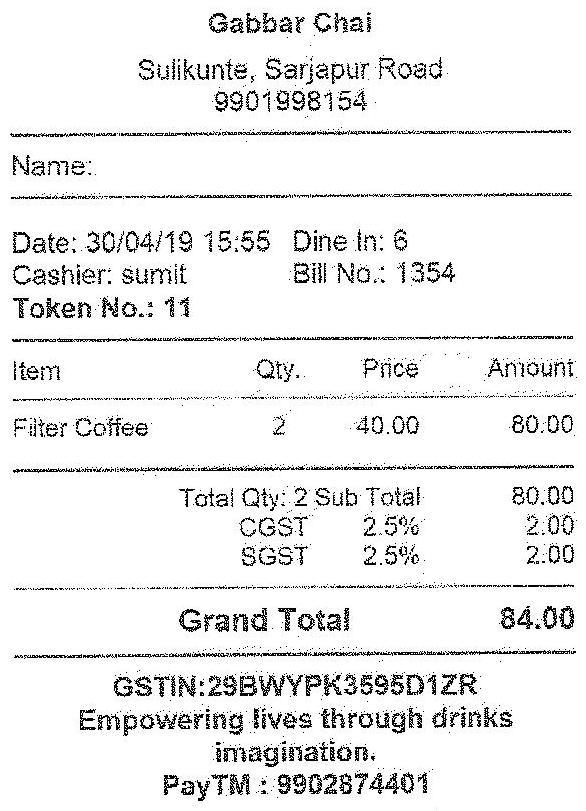 Gabbar Chai
Sulikunte, Sarjapur Road
9901998154
Name:
Date: 30/04/19 15:55 Dine In: 6
Cashier: sumit Bill No.: 1354
Token No.: 11
Item Qty. Price Amount
Filter Coffee 2 40.00 80.00
Total Qty: 2 Sub Total 80.00
CGST 2.5% 2.00
SGST 2.5% 2.00
Grand Total 84.00
GSTIN:29BWYPK3595D1ZR
Empowering lives through drinks
imagination.
PayTM : 9902874401